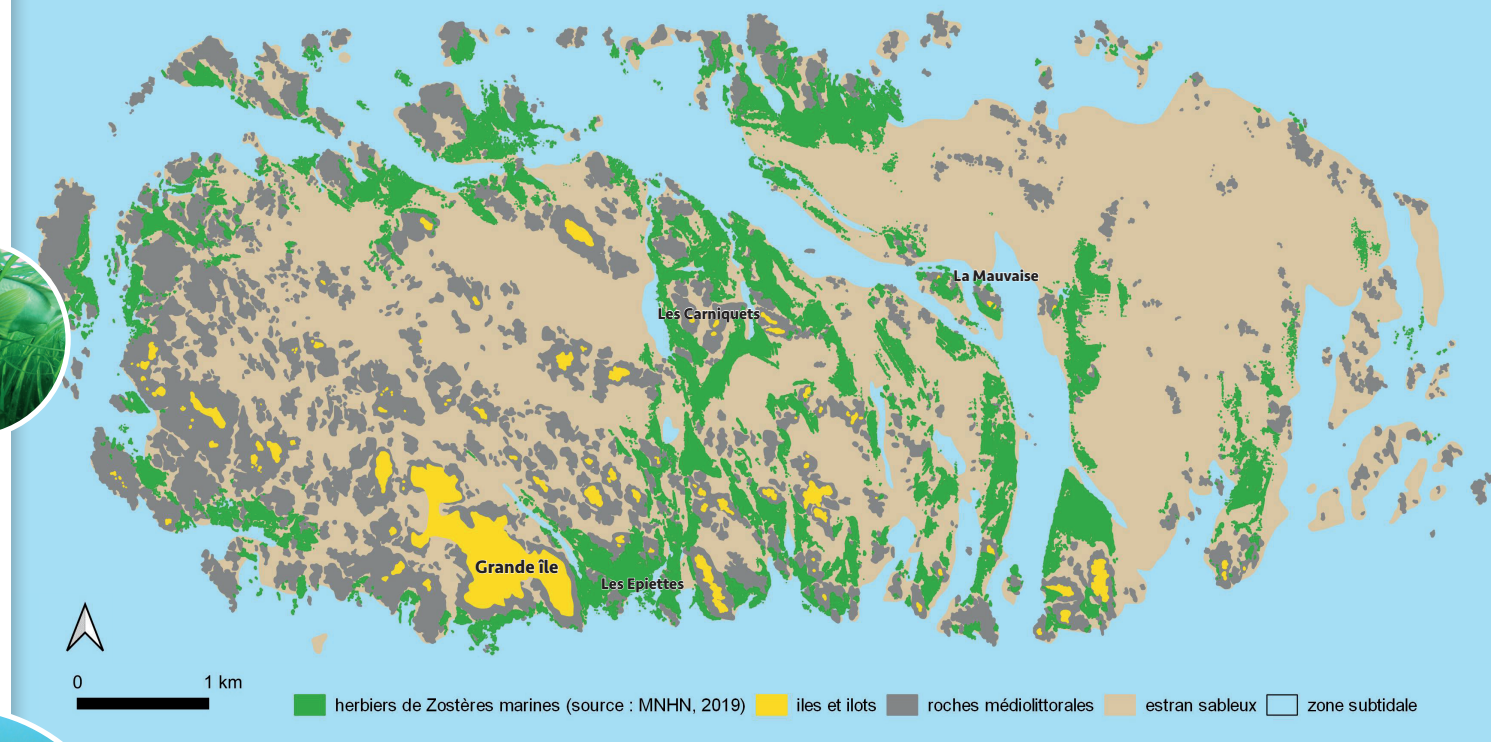 La Mauvaise
Les Carniquets
Grande île
Les Epiettes
0 1 km
herbiers de Zostères marines (source : MNHN, 2019) iles et ilots roches médiolittorales estran sableux zone subtidale